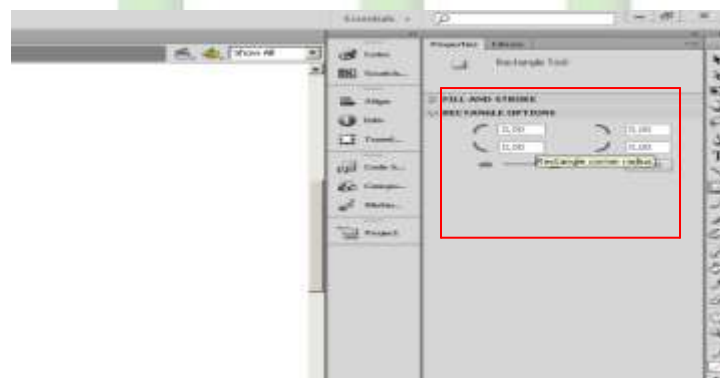 Essentials
Show All
Properties Library
Rectangle Tool
Color
Swatch...
Align
Info
Transf...
Code S...
Compo...
Motion...
Project
FILL AND STROKE
RECTANGLE OPTIONS
0,00 0,00
0,00 0,00
Rectangle corner radius